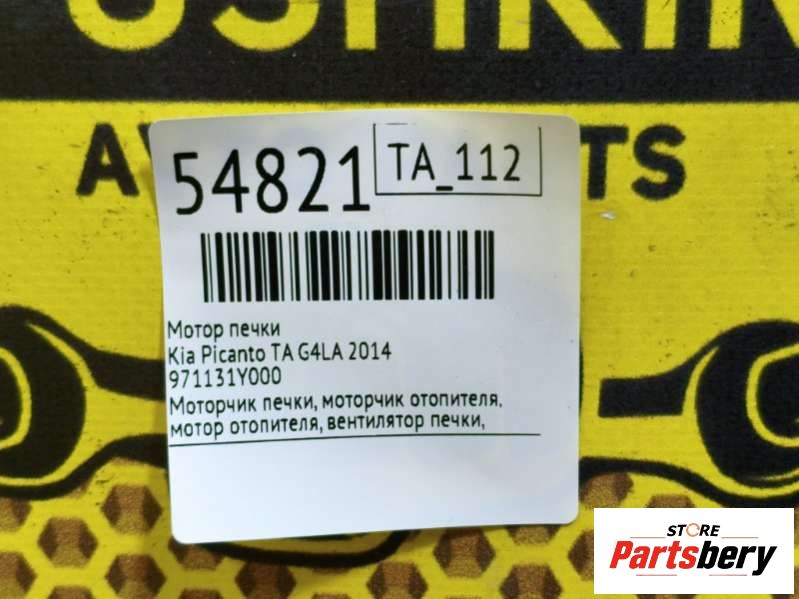 54821
TA_112
Мотор печки
Kia Picanto TA G4LA 2014
971131Y000
Моторчик печки, моторчик отопителя,
мотор отопителя, вентилятор печки,
STORE
Partsbery